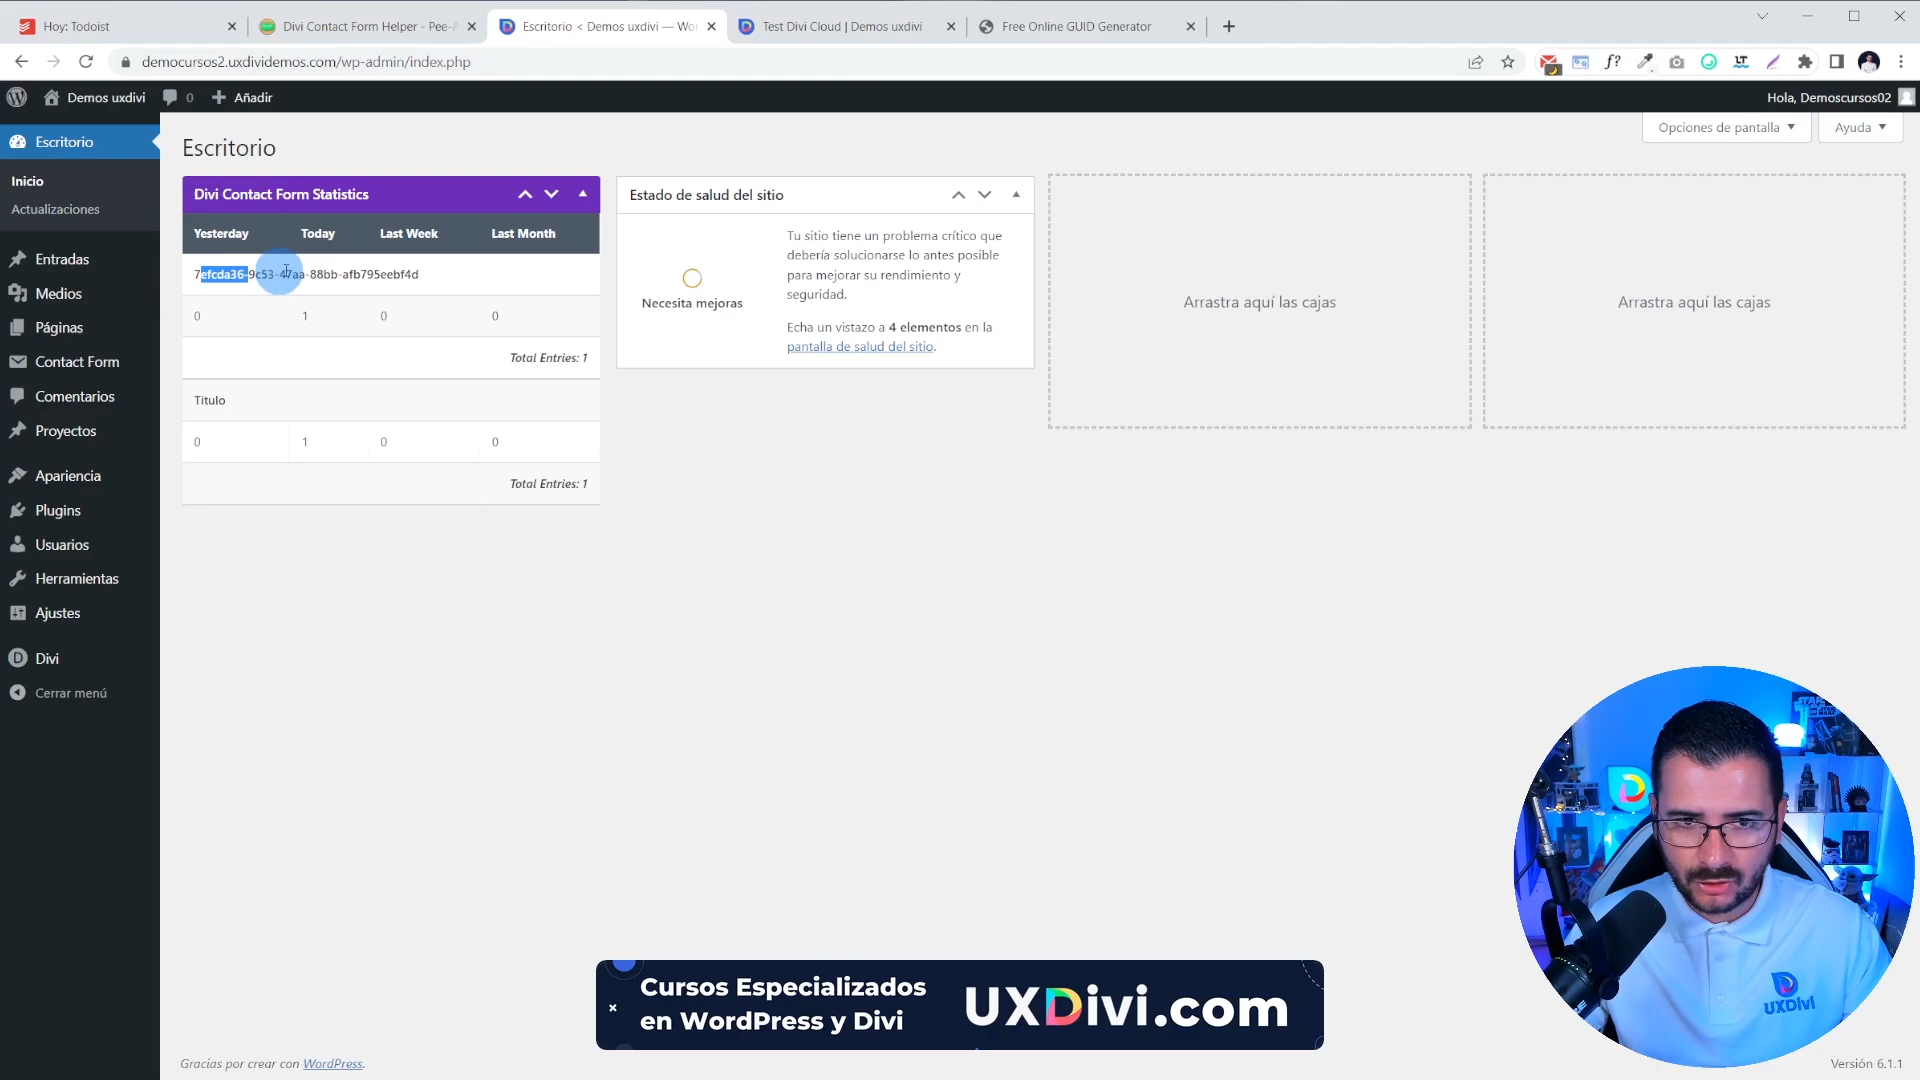 Hoy: Todoist
Divi Contact Form Helper - Pee-A
Escritorio < Demos uxdivi — Wor
Test Divi Cloud | Demos uxdivi
Free Online GUID Generator
democursos2.uxdividemos.com/wp-admin/index.php
Demos uxdivi
0
Añadir
Hola, Demoscursos02
Opciones de pantalla
Ayuda
Escritorio
Inicio
Actualizaciones
Entradas
Medios
Páginas
Contact Form
Comentarios
Proyectos
Apariencia
Plugins
Usuarios
Herramientas
Ajustes
Divi
Cerrar menú
Escritorio
Divi Contact Form Statistics
Yesterday Today Last Week Last Month
7efcda36-9c53-47aa-88bb-afb795eebf4d
0 1 0 0
Total Entries: 1
Titulo
0 1 0 0
Total Entries: 1
Estado de salud del sitio
Necesita mejoras
Tu sitio tiene un problema crítico que
debería solucionarse lo antes posible
para mejorar su rendimiento y
seguridad.
Echa un vistazo a 4 elementos en la
pantalla de salud del sitio.
Arrastra aquí las cajas
Arrastra aquí las cajas
Cursos Especializados
en WordPress y Divi
UXDivi.com
UXDivi
Gracias por crear con WordPress.
Versión 6.1.1